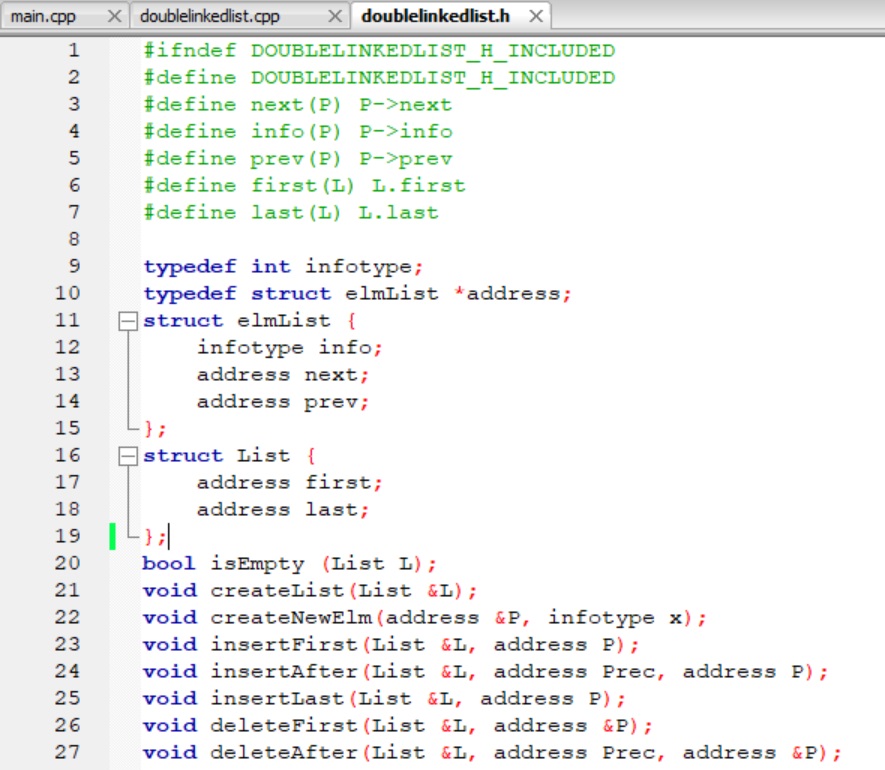 main.cpp doublelinkedlist.cpp doublelinkedlist.h
1 #ifndef DOUBLELINKEDLIST_H_INCLUDED
2 #define DOUBLELINKEDLIST_H_INCLUDED
3 #define next(P) P->next
4 #define info(P) P->info
5 #define prev(P) P->prev
6 #define first(L) L.first
7 #define last(L) L.last
8
9 typedef int infotype;
10 typedef struct elmList *address;
11 struct elmList {
12     infotype info;
13     address next;
14     address prev;
15 };
16 struct List {
17     address first;
18     address last;
19 };
20 bool isEmpty (List L);
21 void createList(List &L);
22 void createNewElm(address &P, infotype x);
23 void insertFirst(List &L, address P);
24 void insertAfter(List &L, address Prec, address P);
25 void insertLast(List &L, address P);
26 void deleteFirst(List &L, address &P);
27 void deleteAfter(List &L, address Prec, address &P);